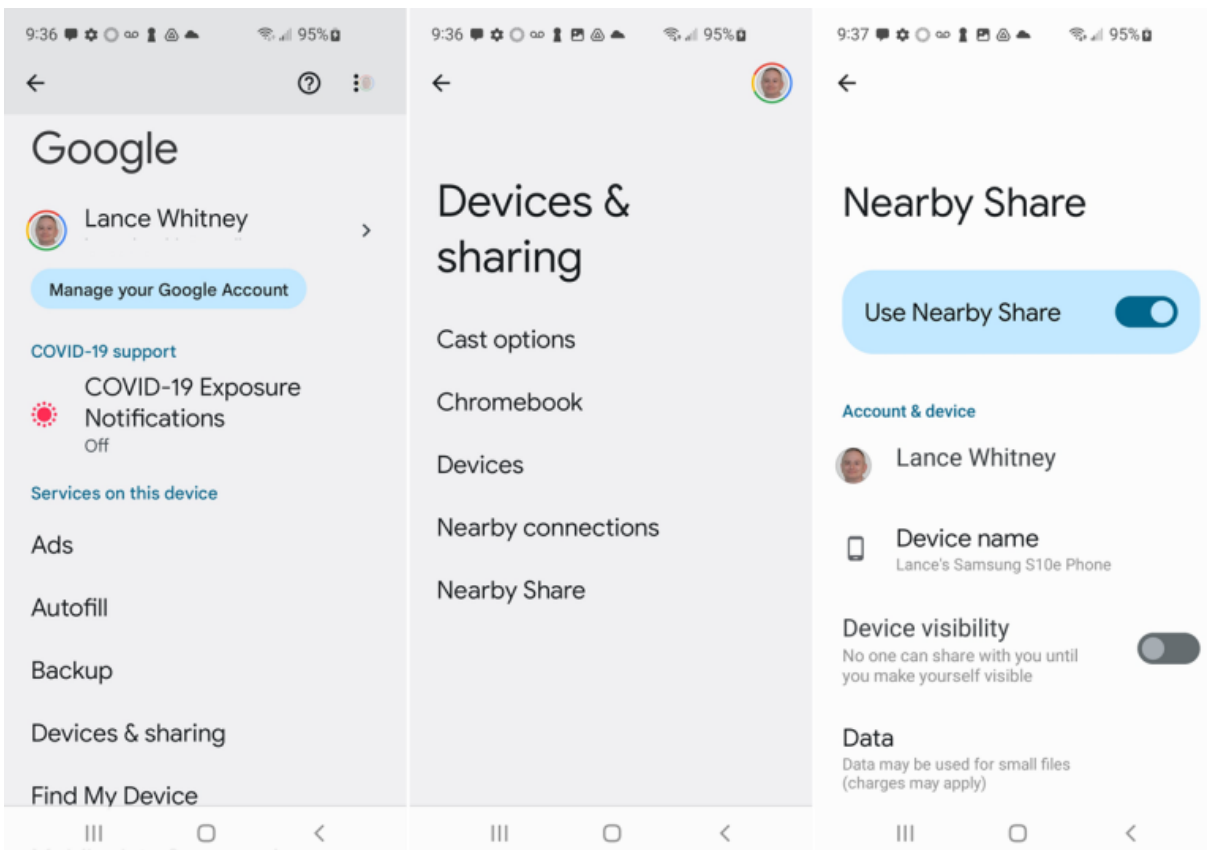 9:36
95%
Google
Lance Whitney
Manage your Google Account
COVID-19 support
COVID-19 Exposure
Notifications
Off
Services on this device
Ads
Autofill
Backup
Devices & sharing
Find My Device
9:36
95%
Devices &
sharing
Cast options
Chromebook
Devices
Nearby connections
Nearby Share
9:37
95%
Nearby Share
Use Nearby Share
Account & device
Lance Whitney
Device name
Lance's Samsung S10e Phone
Device visibility
No one can share with you until
you make yourself visible
Data
Data may be used for small files
(charges may apply)